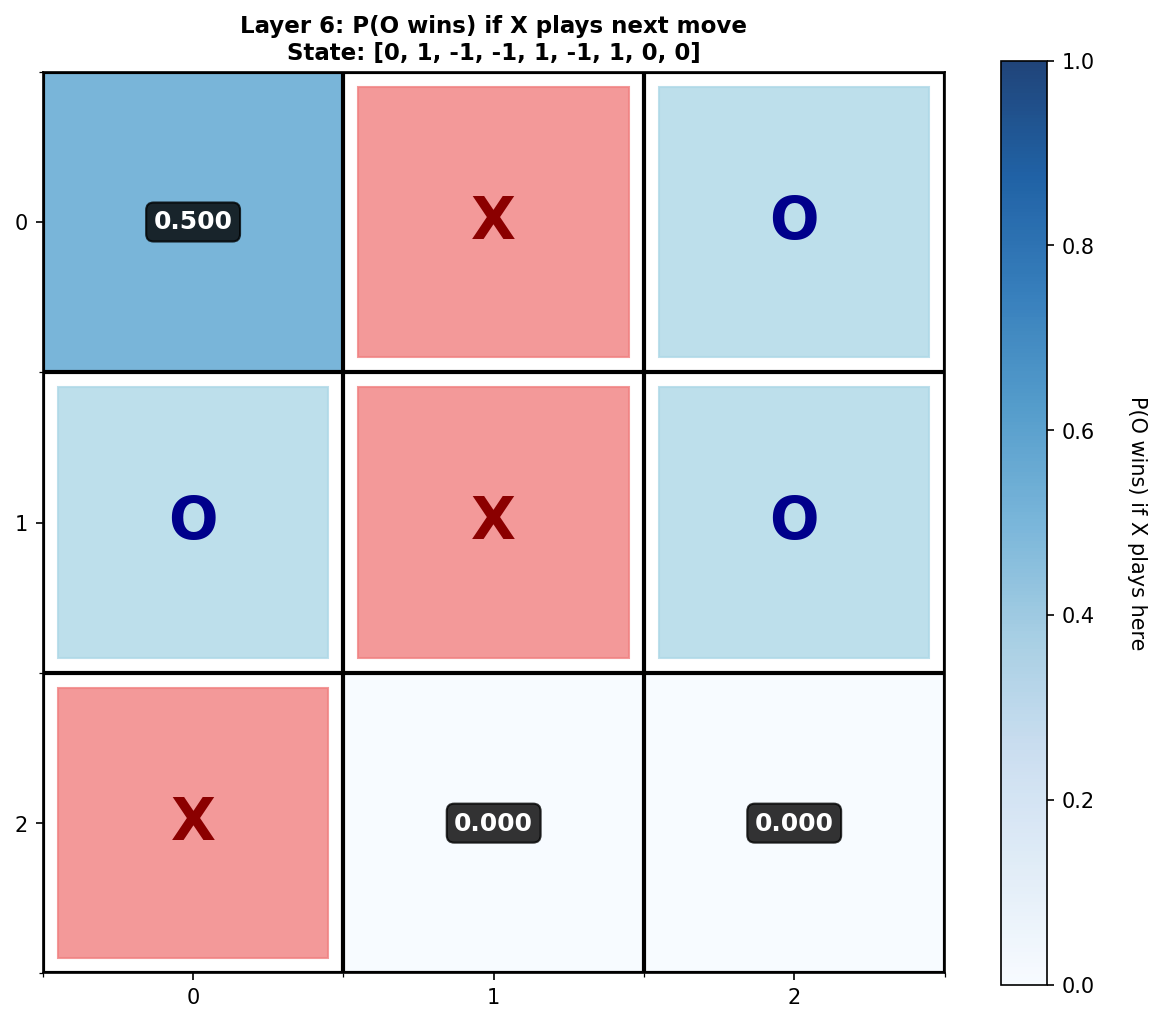 Layer 6: P(O wins) if X plays next move
State: [0, 1, -1, -1, 1, -1, 1, 0, 0]
0 0.500 X O
1 O X O
2 X 0.000 0.000
0 1 2
1.0
0.8
0.6
0.4
0.2
0.0
P(O wins) if X plays here